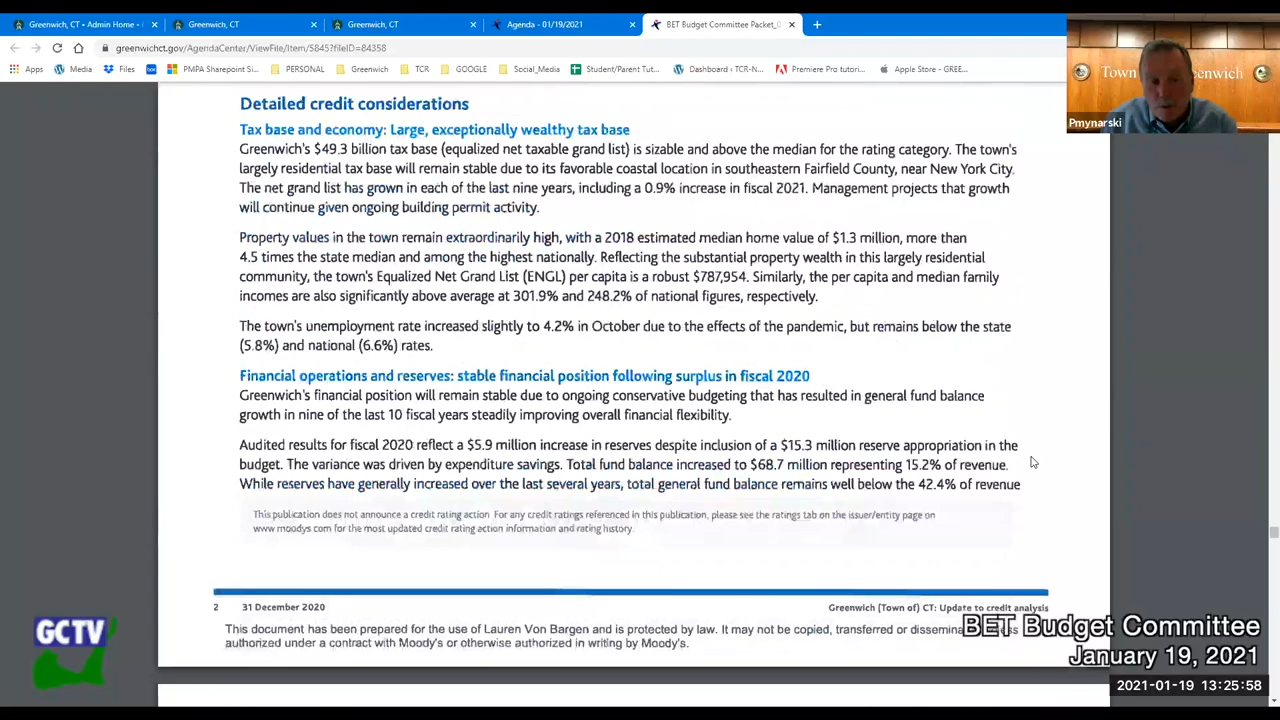 Greenwich, CT • Admin Home •
Greenwich, CT
Greenwich, CT
Agenda - 01/19/2021
BET Budget Committee Packet_0
greenwichct.gov/AgendaCenter/ViewFile/Item/5845?fileID=84358
Apps
Media
Files
PMPA Sharepoint Si...
PERSONAL
Greenwich
TCR
GOOGLE
Social_Media
Student/Parent Tut...
Dashboard ‹ TCR-N...
Premiere Pro tutori...
Apple Store - GREE...
Town
Greenwich
Pmynarski
Detailed credit considerations
Tax base and economy: Large, exceptionally wealthy tax base
Greenwich's $49.3 billion tax base (equalized net taxable grand list) is sizable and above the median for the rating category. The town's
largely residential tax base will remain stable due to its favorable coastal location in southeastern Fairfield County, near New York City.
The net grand list has grown in each of the last nine years, including a 0.9% increase in fiscal 2021. Management projects that growth
will continue given ongoing building permit activity.
Property values in the town remain extraordinarily high, with a 2018 estimated median home value of $1.3 million, more than
4.5 times the state median and among the highest nationally. Reflecting the substantial property wealth in this largely residential
community, the town's Equalized Net Grand List (ENGL) per capita is a robust $787,954. Similarly, the per capita and median family
incomes are also significantly above average at 301.9% and 248.2% of national figures, respectively.
The town's unemployment rate increased slightly to 4.2% in October due to the effects of the pandemic, but remains below the state
(5.8%) and national (6.6%) rates.
Financial operations and reserves: stable financial position following surplus in fiscal 2020
Greenwich's financial position will remain stable due to ongoing conservative budgeting that has resulted in general fund balance
growth in nine of the last 10 fiscal years steadily improving overall financial flexibility.
Audited results for fiscal 2020 reflect a $5.9 million increase in reserves despite inclusion of a $15.3 million reserve appropriation in the
budget. The variance was driven by expenditure savings. Total fund balance increased to $68.7 million representing 15.2% of revenue.
While reserves have generally increased over the last several years, total general fund balance remains well below the 42.4% of revenue
This publication does not announce a credit rating action. For any credit ratings referenced in this publication, please see the ratings tab on the issuer/entity page on
www.moodys.com for the most updated credit rating action information and rating history.
2 31 December 2020 Greenwich (Town of) CT: Update to credit analysis
This document has been prepared for the use of Lauren Von Bargen and is protected by law. It may not be copied, transferred or
authorized under a contract with Moody's or otherwise authorized in writing by Moody's.
GCTV
BET Budget Committee
January 19, 2021
2021-01-19 13:25:58